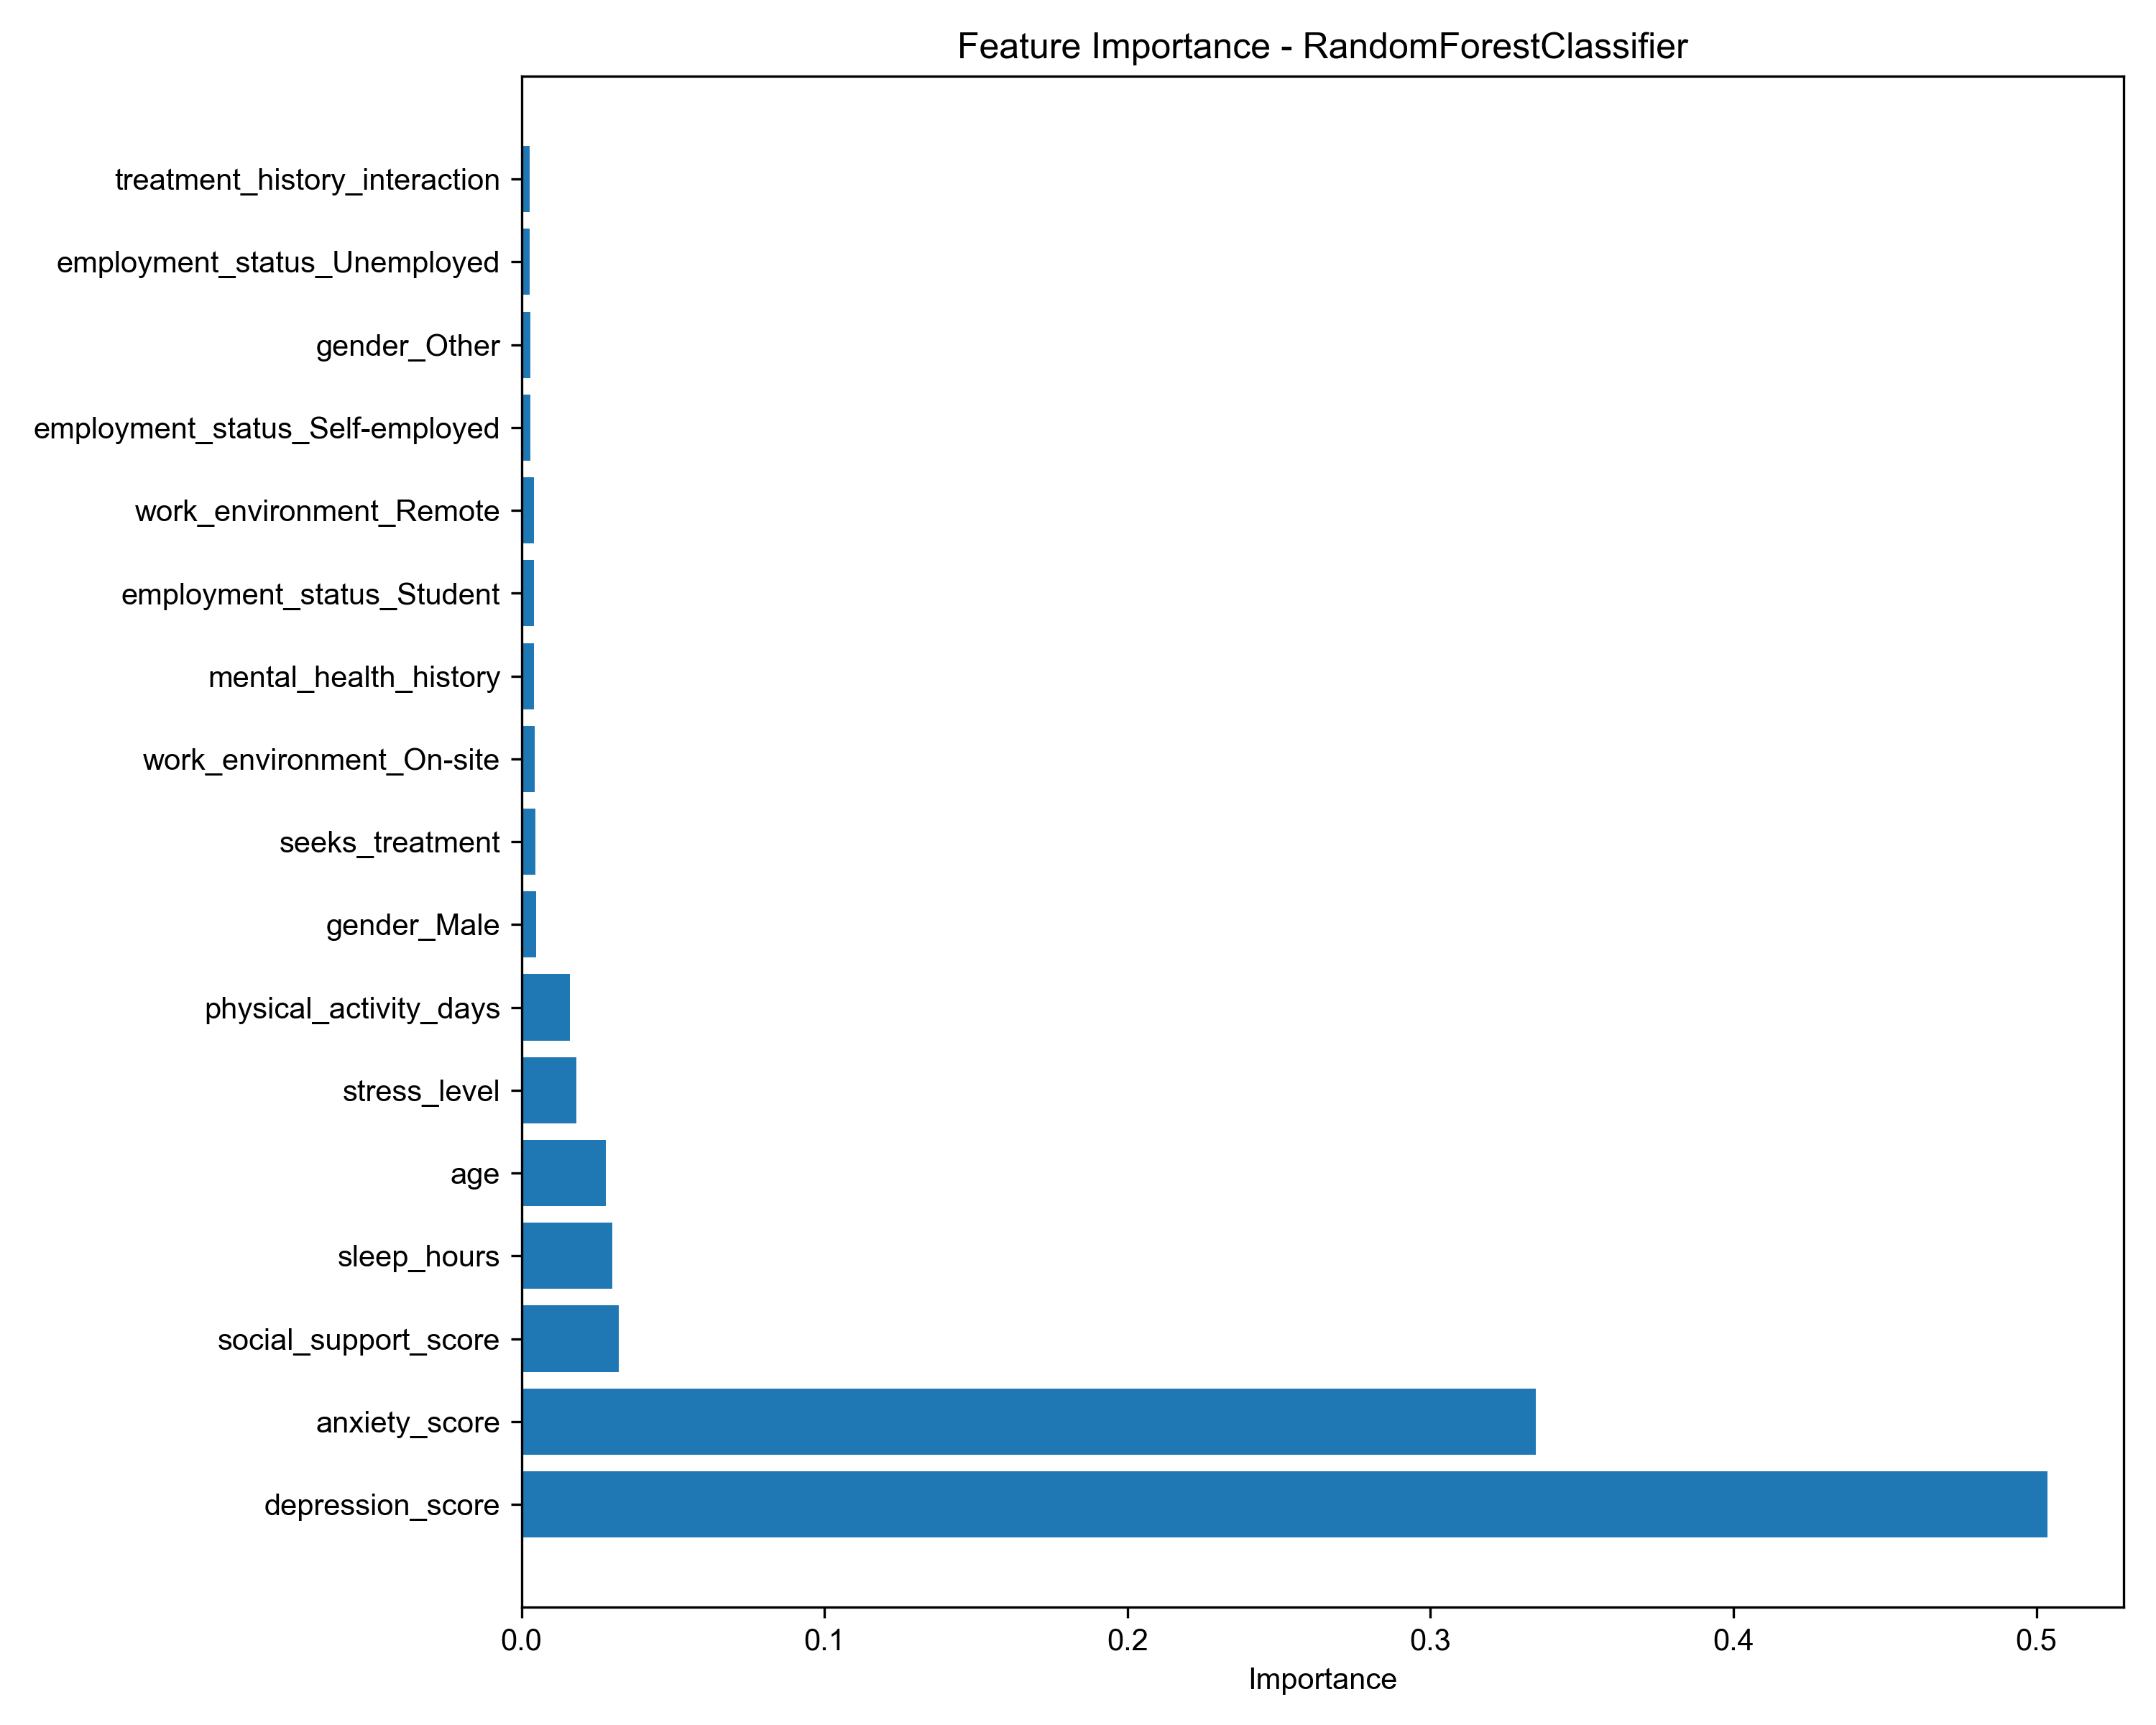 Feature Importance - RandomForestClassifier
treatment_history_interaction
employment_status_Unemployed
gender_Other
employment_status_Self-employed
work_environment_Remote
employment_status_Student
mental_health_history
work_environment_On-site
seeks_treatment
gender_Male
physical_activity_days
stress_level
age
sleep_hours
social_support_score
anxiety_score
depression_score
0.0 0.1 0.2 0.3 0.4 0.5
Importance